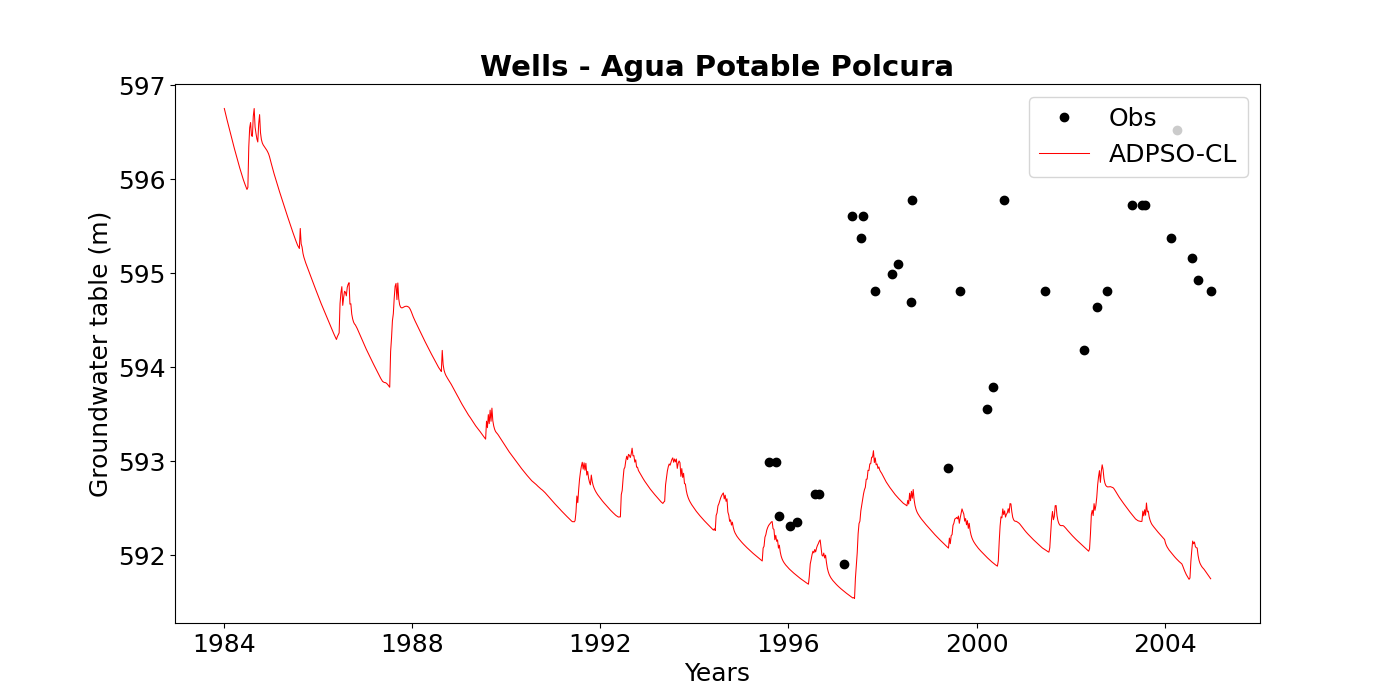 Wells - Agua Potable Polcura
Groundwater table (m)
597
596
595
594
593
592
Obs
ADPSO-CL
1984
1988
1992
1996
2000
2004
Years